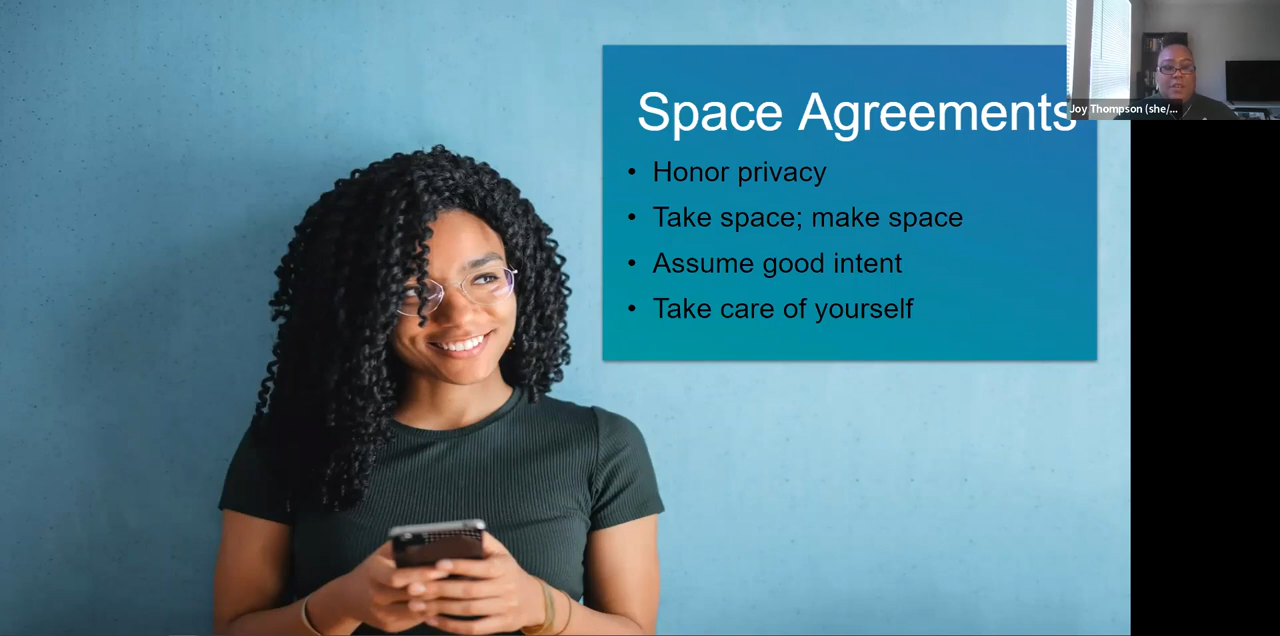 Space Agreements
• Honor privacy
• Take space; make space
• Assume good intent
• Take care of yourself
Joy Thompson (she/...